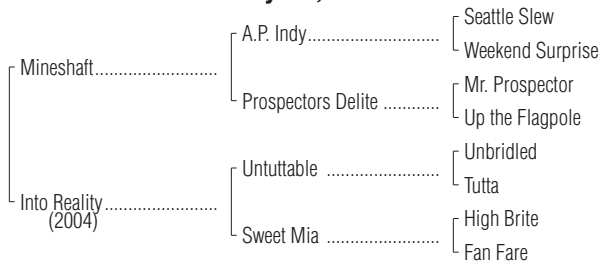 Seattle Slew
A.P. Indy
Weekend Surprise
Mineshaft
Mr. Prospector
Prospectors Delite
Up the Flagpole
Unbridled
Untuttable
Tutta
Into Reality
(2004)
High Brite
Sweet Mia
Fan Fare